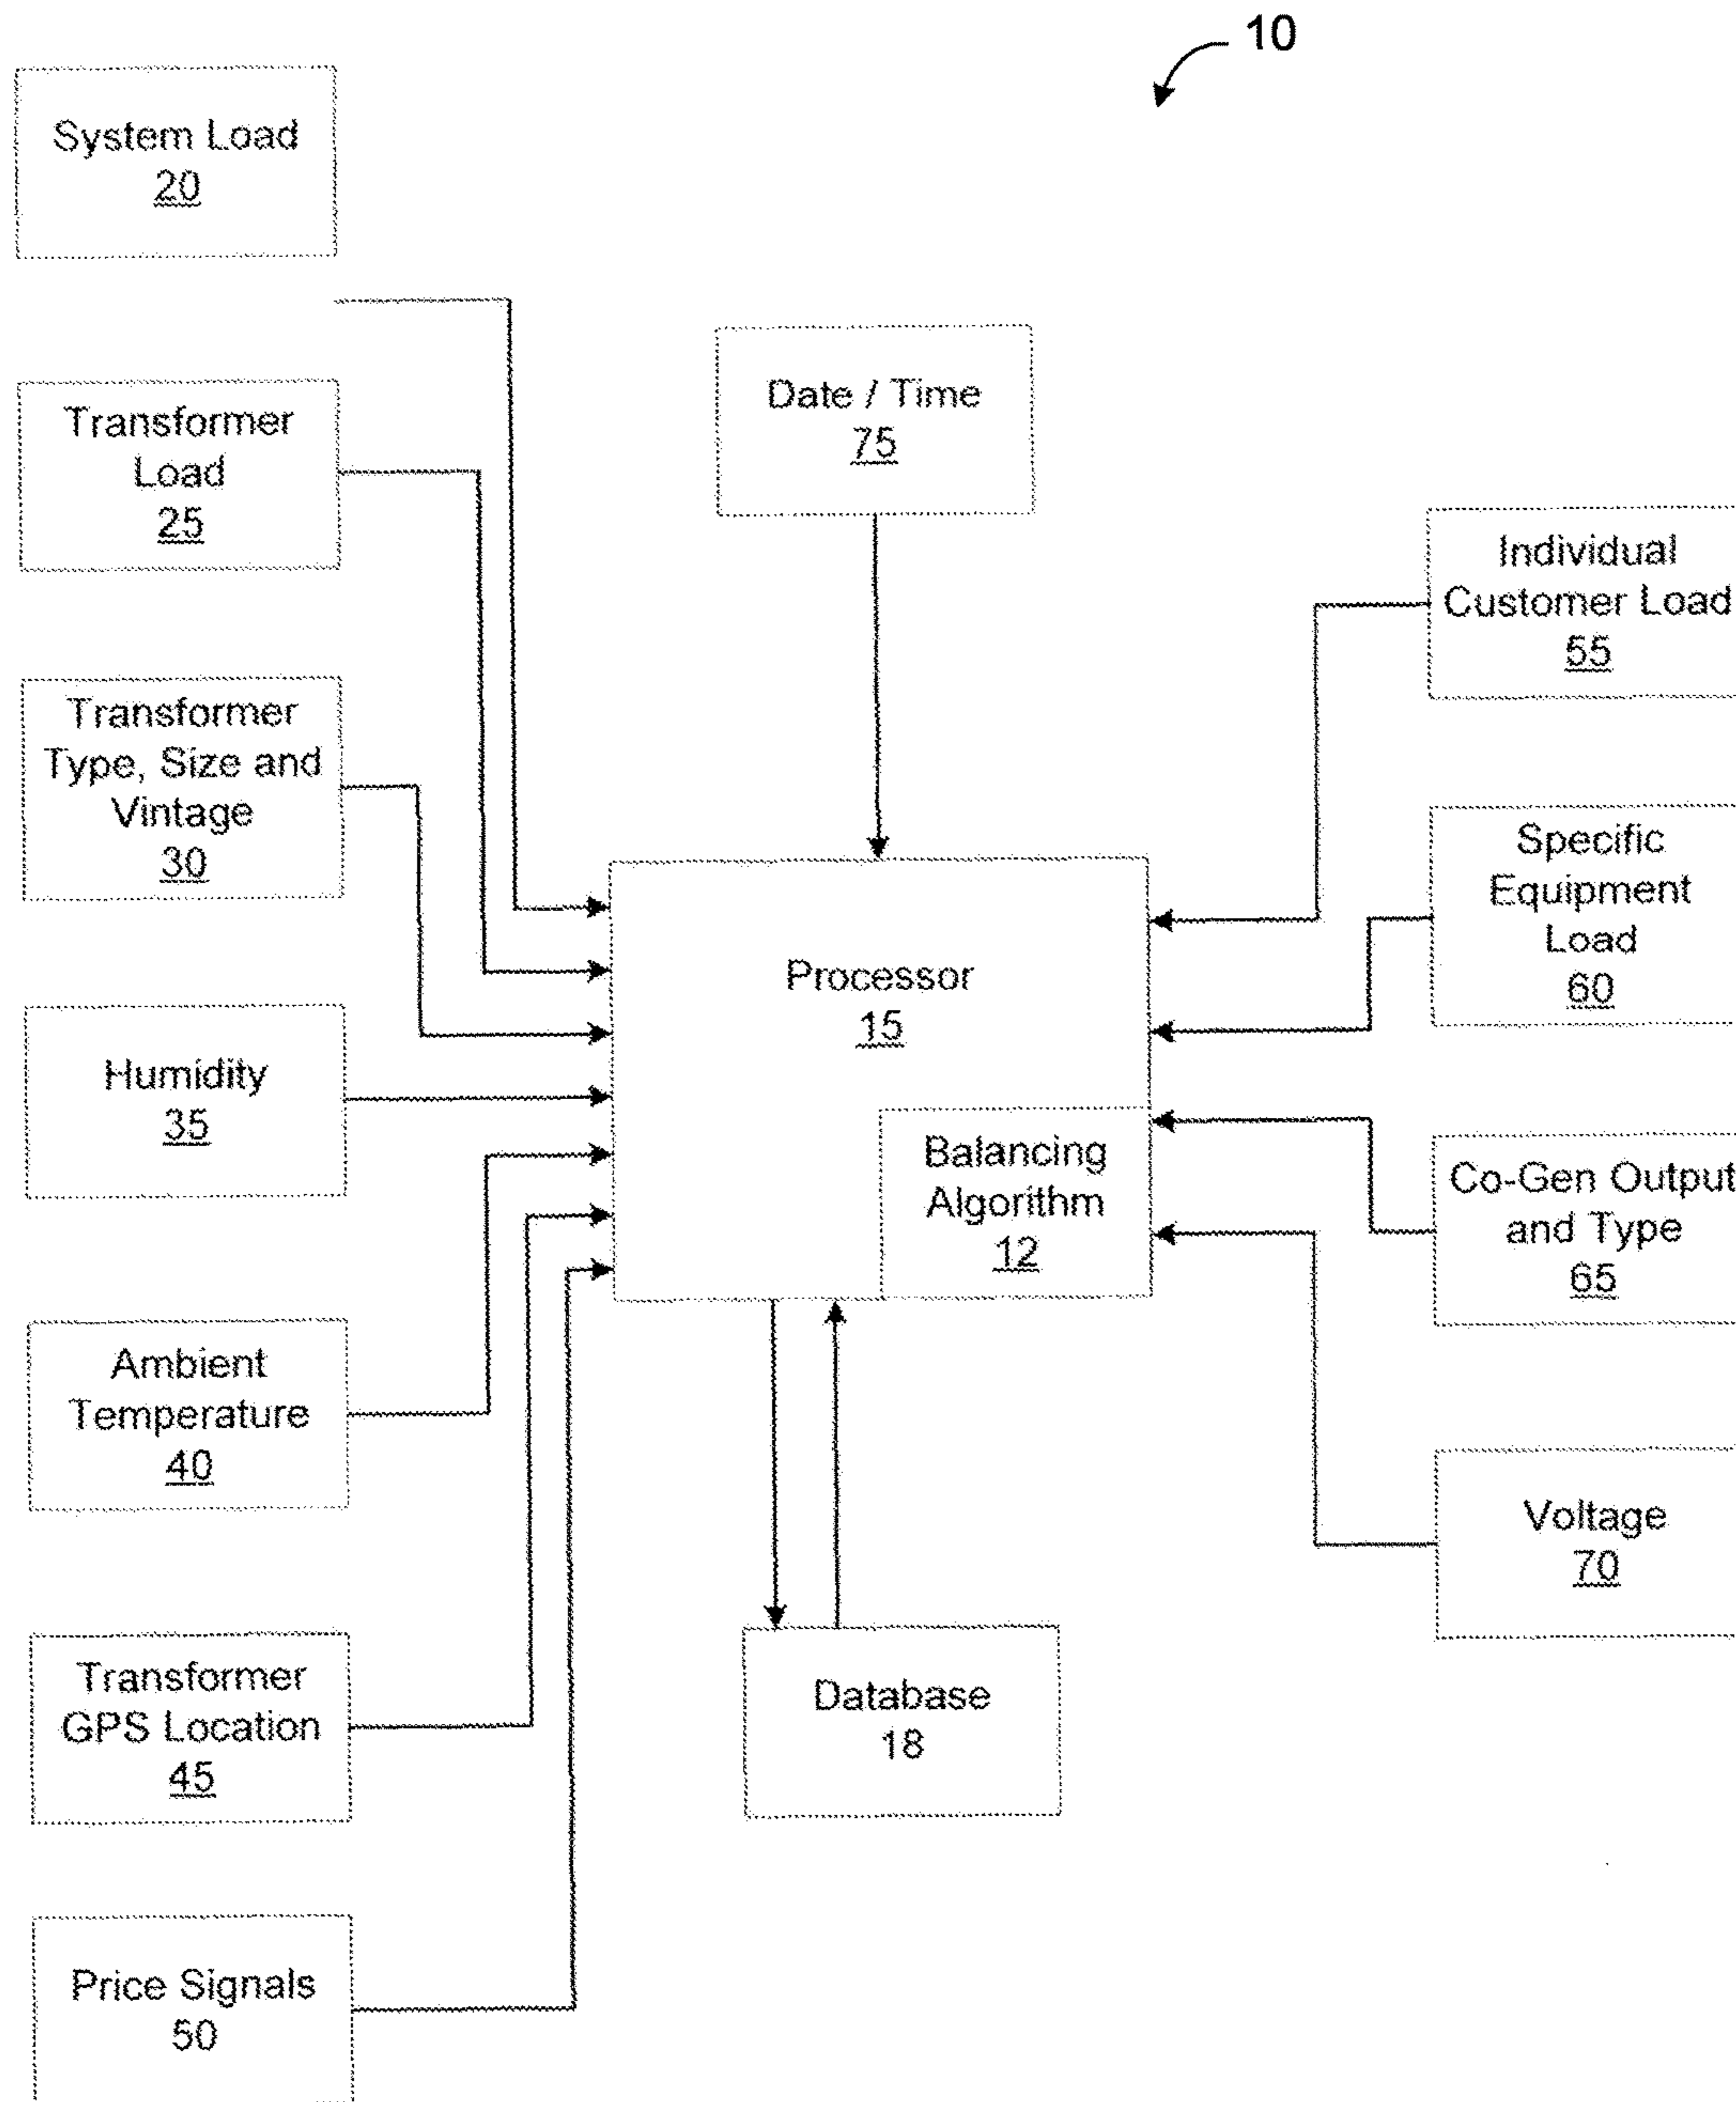 10
System Load
20
Transformer
Load
25
Transformer
Type, Size and
Vintage
30
Humidity
35
Ambient
Temperature
40
Transformer
GPS Location
45
Price Signals
50
Date / Time
75
Processor
15
Balancing
Algorithm
12
Database
18
Individual
Customer Load
55
Specific
Equipment
Load
60
Co-Gen Output
and Type
65
Voltage
70